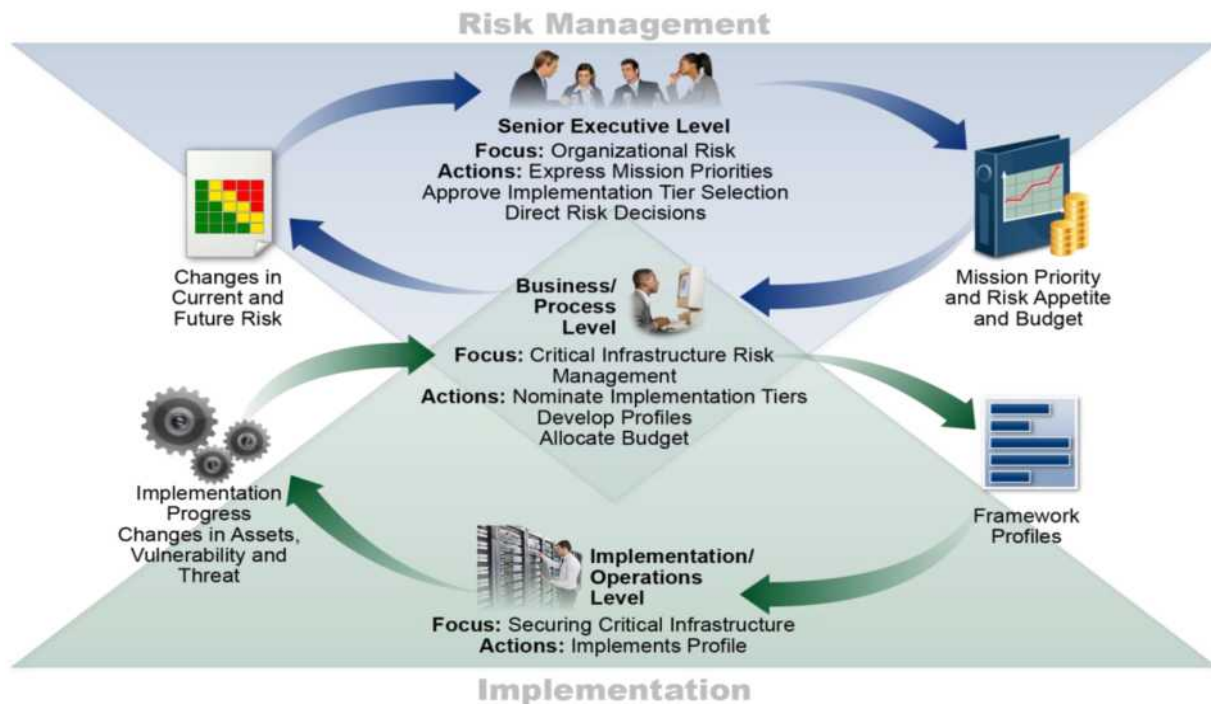 Risk Management
Senior Executive Level
Focus: Organizational Risk
Actions: Express Mission Priorities
Approve Implementation Tier Selection
Direct Risk Decisions
Changes in
Current and
Future Risk
Mission Priority
and Risk Appetite
and Budget
Business/
Process
Level
Focus: Critical Infrastructure Risk
Management
Actions: Nominate Implementation Tiers
Develop Profiles
Allocate Budget
Implementation
Progress
Changes in Assets,
Vulnerability and
Threat
Framework
Profiles
Implementation/
Operations
Level
Focus: Securing Critical Infrastructure
Actions: Implements Profile
Implementation